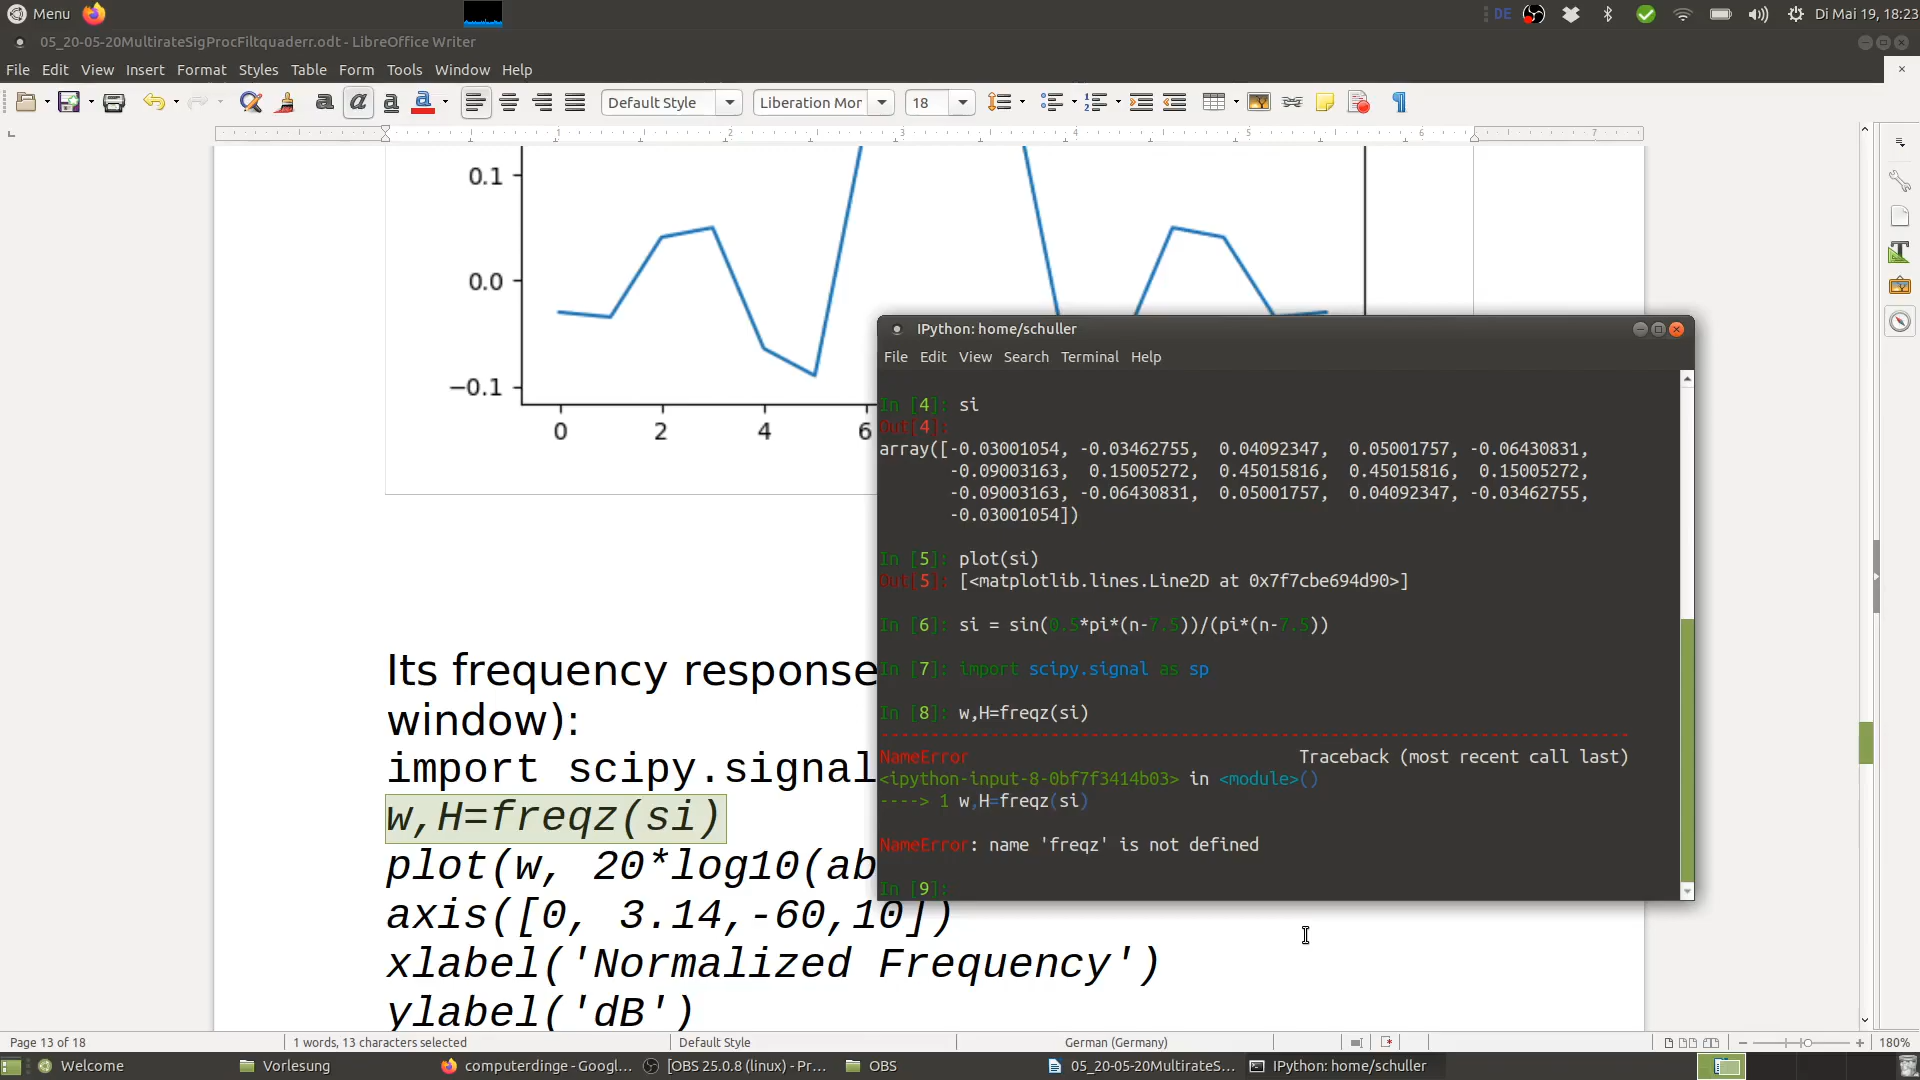 Menu
DE
Di Mai 19, 18:23
05_20-05-20MultirateSigProcFiltquaderr.odt - LibreOffice Writer
File Edit View Insert Format Styles Table Form Tools Window Help
Default Style
Liberation Mor
18
1 2 3 4 5 6 7
0.1
0.0
−0.1
0 2 4 6
Its frequency response
window):
import scipy.signal
w,H=freqz(si)
plot(w, 20*log10(ab
axis([0, 3.14,-60,10])
xlabel('Normalized Frequency')
ylabel('dB')
IPython: home/schuller
File Edit View Search Terminal Help
In [4]: si
Out[4]:
array([-0.03001054, -0.03462755,  0.04092347,  0.05001757, -0.06430831,
       -0.09003163,  0.15005272,  0.45015816,  0.45015816,  0.15005272,
       -0.09003163, -0.06430831,  0.05001757,  0.04092347, -0.03462755,
       -0.03001054])
In [5]: plot(si)
Out[5]: [<matplotlib.lines.Line2D at 0x7f7cbe694d90>]
In [6]: si = sin(0.5*pi*(n-7.5))/(pi*(n-7.5))
In [7]: import scipy.signal as sp
In [8]: w,H=freqz(si)
---------------------------------------------------------------------------
NameError                                 Traceback (most recent call last)
<ipython-input-8-0bf7f3414b03> in <module>()
----> 1 w,H=freqz(si)
NameError: name 'freqz' is not defined
In [9]:
Page 13 of 18
1 words, 13 characters selected
Default Style
German (Germany)
180%
Welcome
Vorlesung
computerdinge - Googl...
[OBS 25.0.8 (linux) - Pr...
OBS
05_20-05-20MultirateS...
IPython: home/schuller